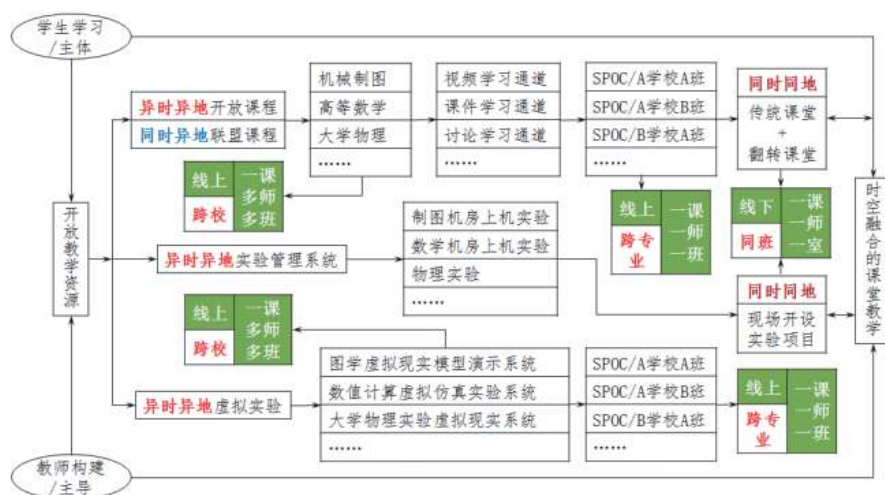 学生学习
/主体
异时异地开放课程
同时异地联盟课程
机械制图
高等数学
大学物理
……
视频学习通道
课件学习通道
讨论学习通道
……
SPOC/A学校A班
SPOC/A学校B班
SPOC/B学校A班
……
同时同地
传统课堂
+
翻转课堂
线上
跨校
一课
多师
多班
线上
跨专
业
一课
一师
一班
线下
同班
一课
一师
一室
开放教学资源
异时异地实验管理系统
制图机房上机实验
数学机房上机实验
物理实验
……
同时同地
现场开设
实验项目
时空融合的课堂教学
线上
跨校
一课
多师
多班
异时异地虚拟实验
图学虚拟现实模型演示系统
数值计算虚拟仿真实验系统
大学物理实验虚拟现实系统
……
SPOC/A学校A班
SPOC/A学校B班
SPOC/B学校A班
……
线上
跨专
业
一课
一师
一班
教师构建
/主导